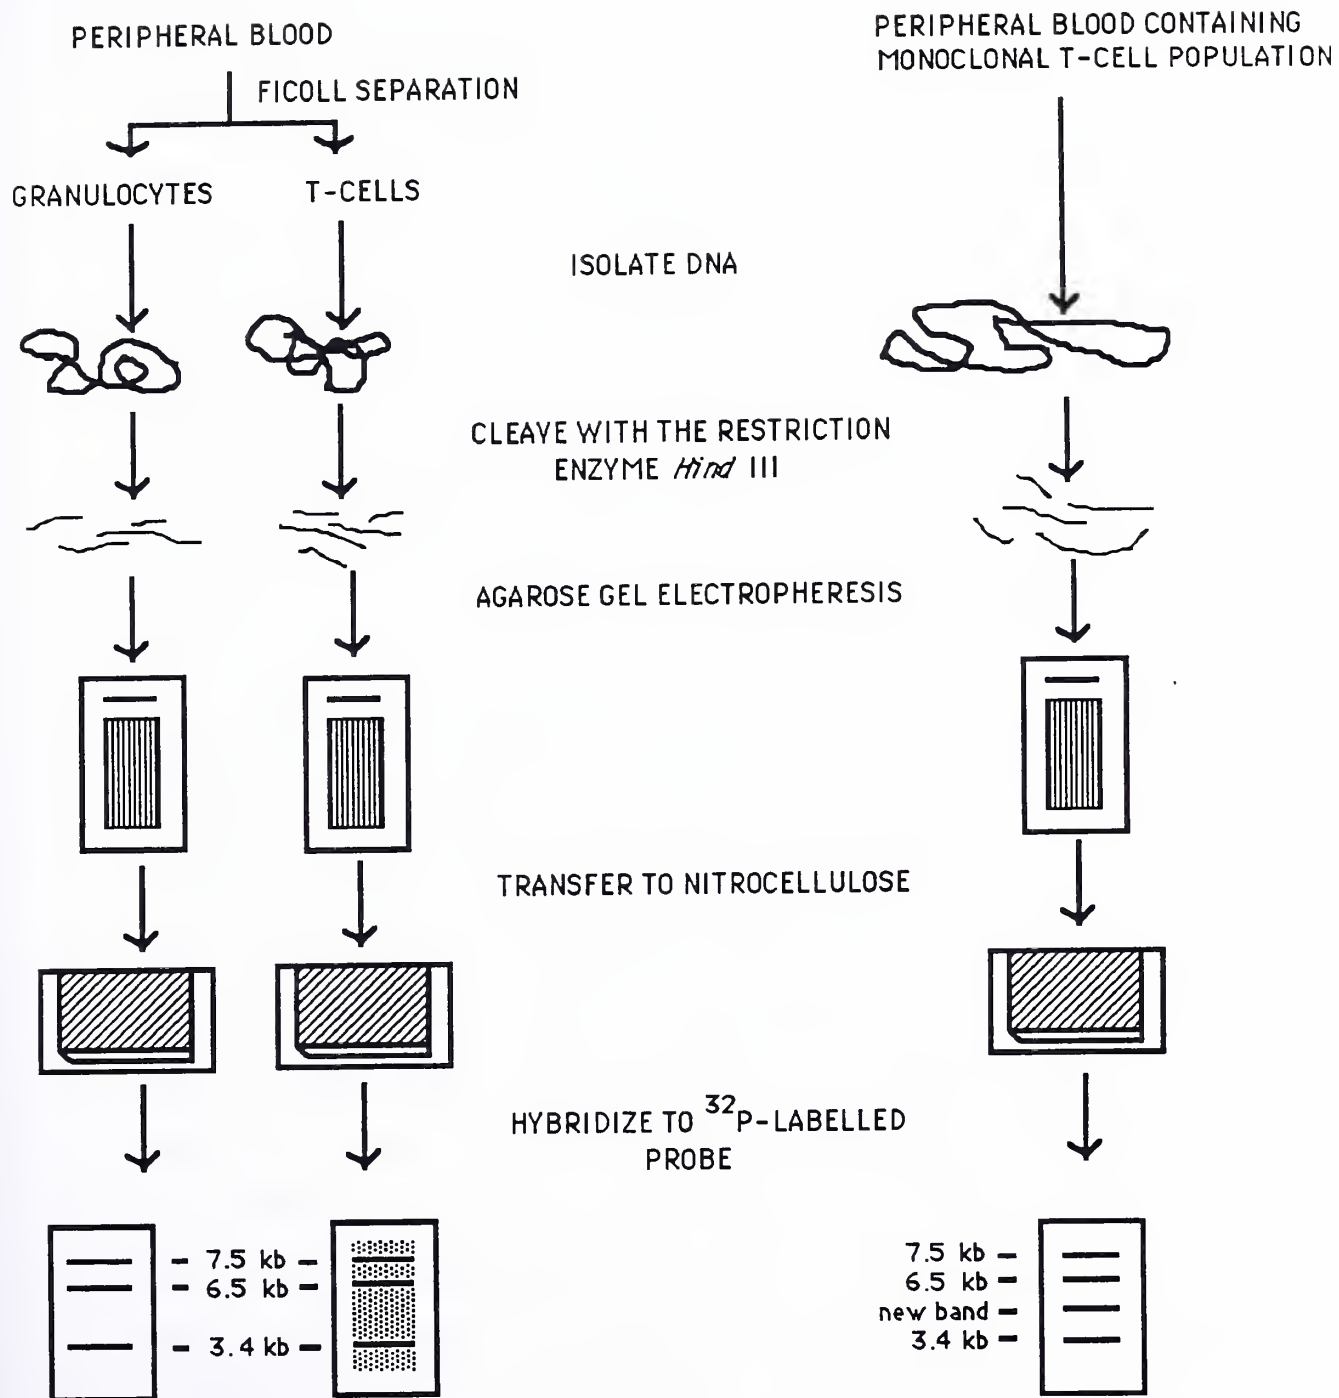 PERIPHERAL BLOOD
PERIPHERAL BLOOD CONTAINING
MONOCLONAL T-CELL POPULATION
FICOLL SEPARATION
GRANULOCYTES
T-CELLS
ISOLATE DNA
CLEAVE WITH THE RESTRICTION
ENZYME Hind III
AGAROSE GEL ELECTROPHERESIS
TRANSFER TO NITROCELLULOSE
HYBRIDIZE TO ³²P-LABELLED
PROBE
7.5 kb
6.5 kb
3.4 kb
7.5 kb
6.5 kb
new band
3.4 kb